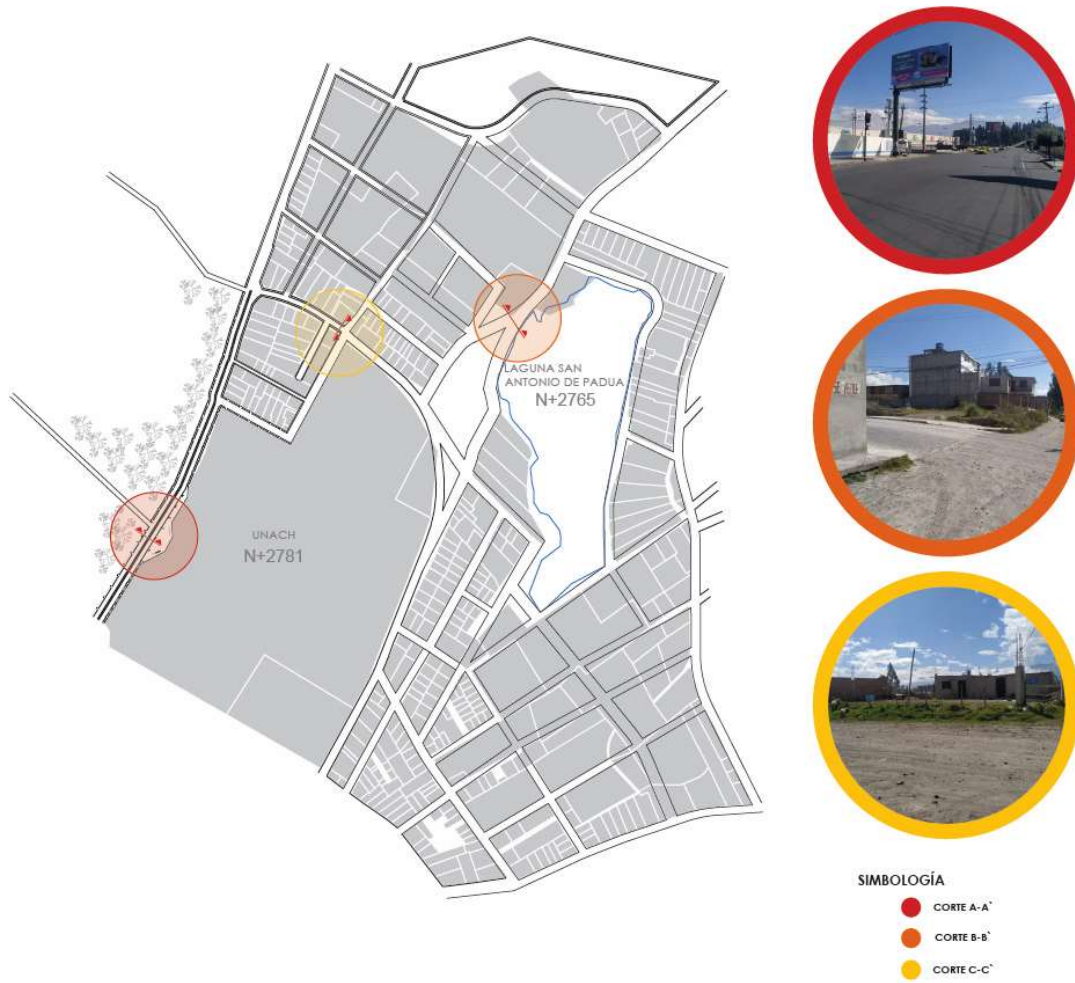 LAGUNA SAN
ANTONIO DE PADUA
N+2765
UNACH
N+2781
SIMBOLOGÍA
CORTE A-A`
CORTE B-B`
CORTE C-C`